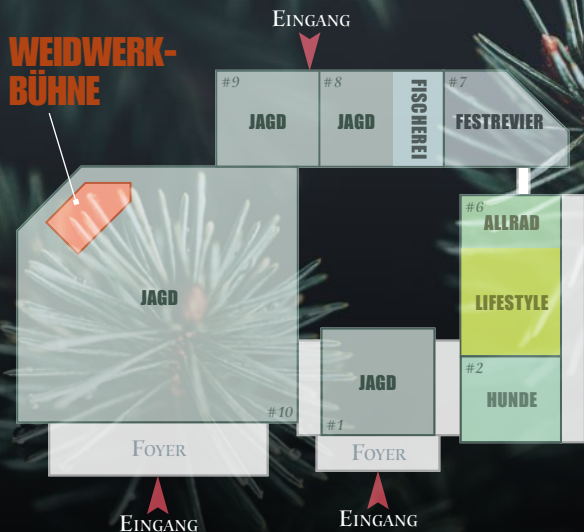 EINGANG
WEIDWERK-
BÜHNE
#9
JAGD
#8
JAGD
FISCHEREI
#7
FESTREVIER
#6
ALLRAD
LIFESTYLE
#2
HUNDE
JAGD
#10
JAGD
#1
FOYER
FOYER
EINGANG
EINGANG